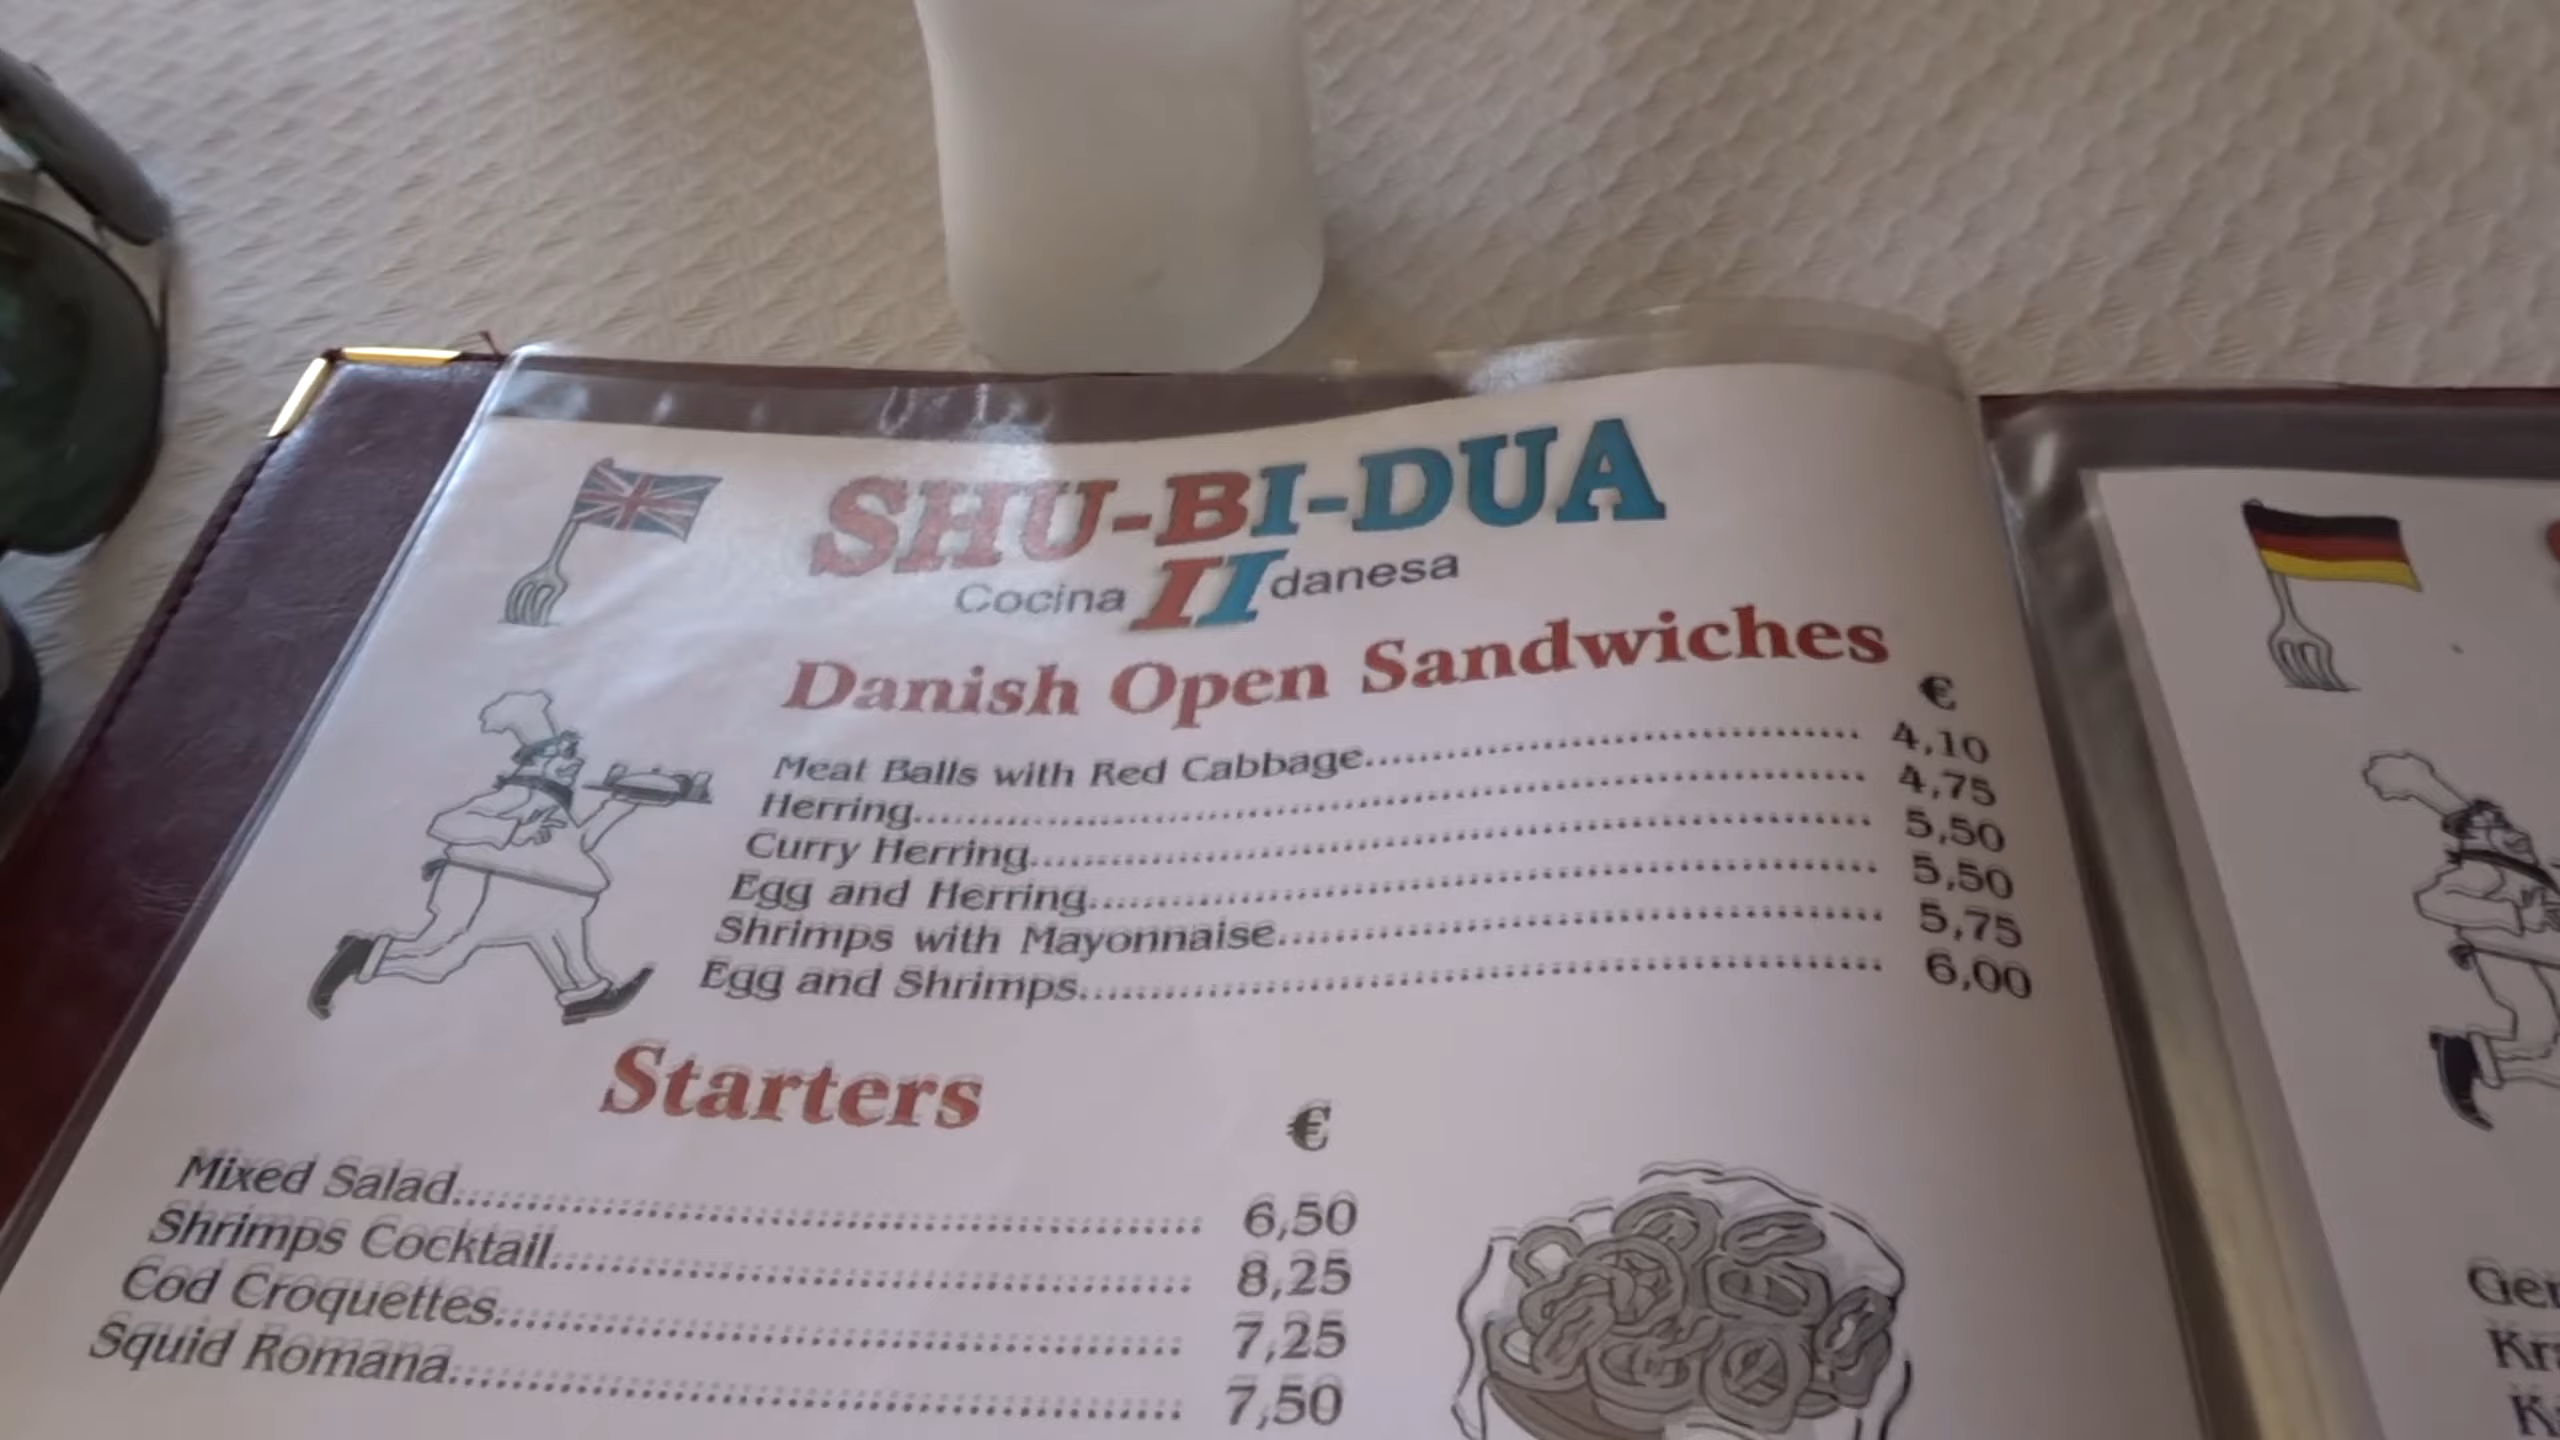 SHU-BI-DUA
Cocina II danesa
Danish Open Sandwiches
€
Meat Balls with Red Cabbage 4,10
Herring 4,75
Curry Herring 5,50
Egg and Herring 5,50
Shrimps with Mayonnaise 5,75
Egg and Shrimps 6,00
Starters
€
Mixed Salad 6,50
Shrimps Cocktail 8,25
Cod Croquettes 7,25
Squid Romana 7,50